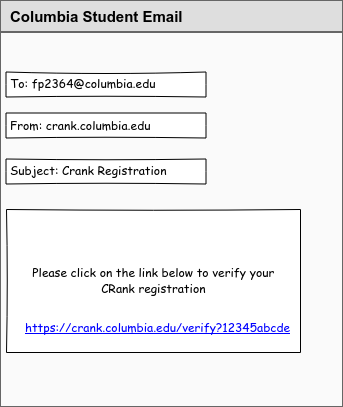 Columbia Student Email
To: fp2364@columbia.edu
From: crank.columbia.edu
Subject: Crank Registration
Please click on the link below to verify your
CRank registration
https://crank.columbia.edu/verify?12345abcde